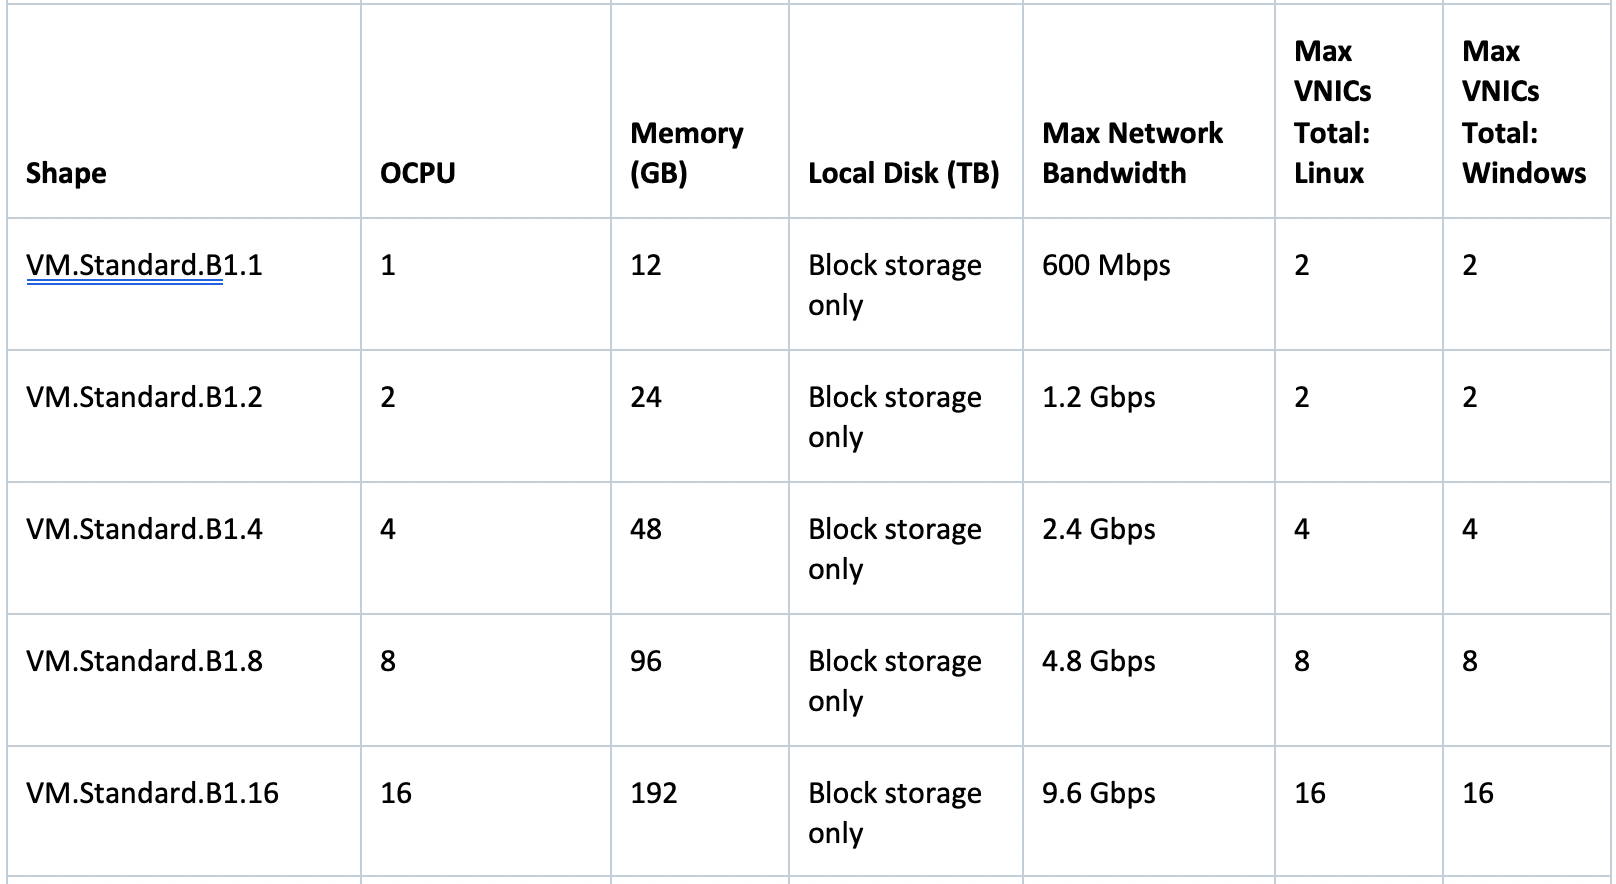 Shape OCPU Memory (GB) Local Disk (TB) Max Network Bandwidth Max VNICs Total: Linux Max VNICs Total: Windows
VM.Standard.B1.1 1 12 Block storage only 600 Mbps 2 2
VM.Standard.B1.2 2 24 Block storage only 1.2 Gbps 2 2
VM.Standard.B1.4 4 48 Block storage only 2.4 Gbps 4 4
VM.Standard.B1.8 8 96 Block storage only 4.8 Gbps 8 8
VM.Standard.B1.16 16 192 Block storage only 9.6 Gbps 16 16